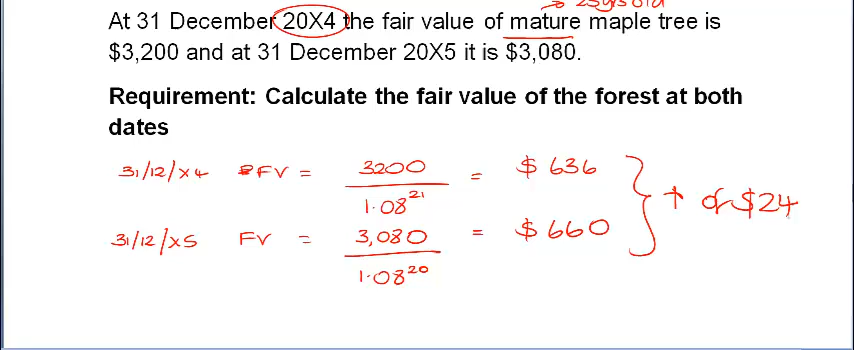 → 25yrs old
At 31 December 20X4 the fair value of mature maple tree is
$3,200 and at 31 December 20X5 it is $3,080.
Requirement: Calculate the fair value of the forest at both
dates
31/12/X4 FV = 3200 / 1.08^21 = $636
31/12/X5 FV = 3,080 / 1.08^20 = $660
} ↑ of $24